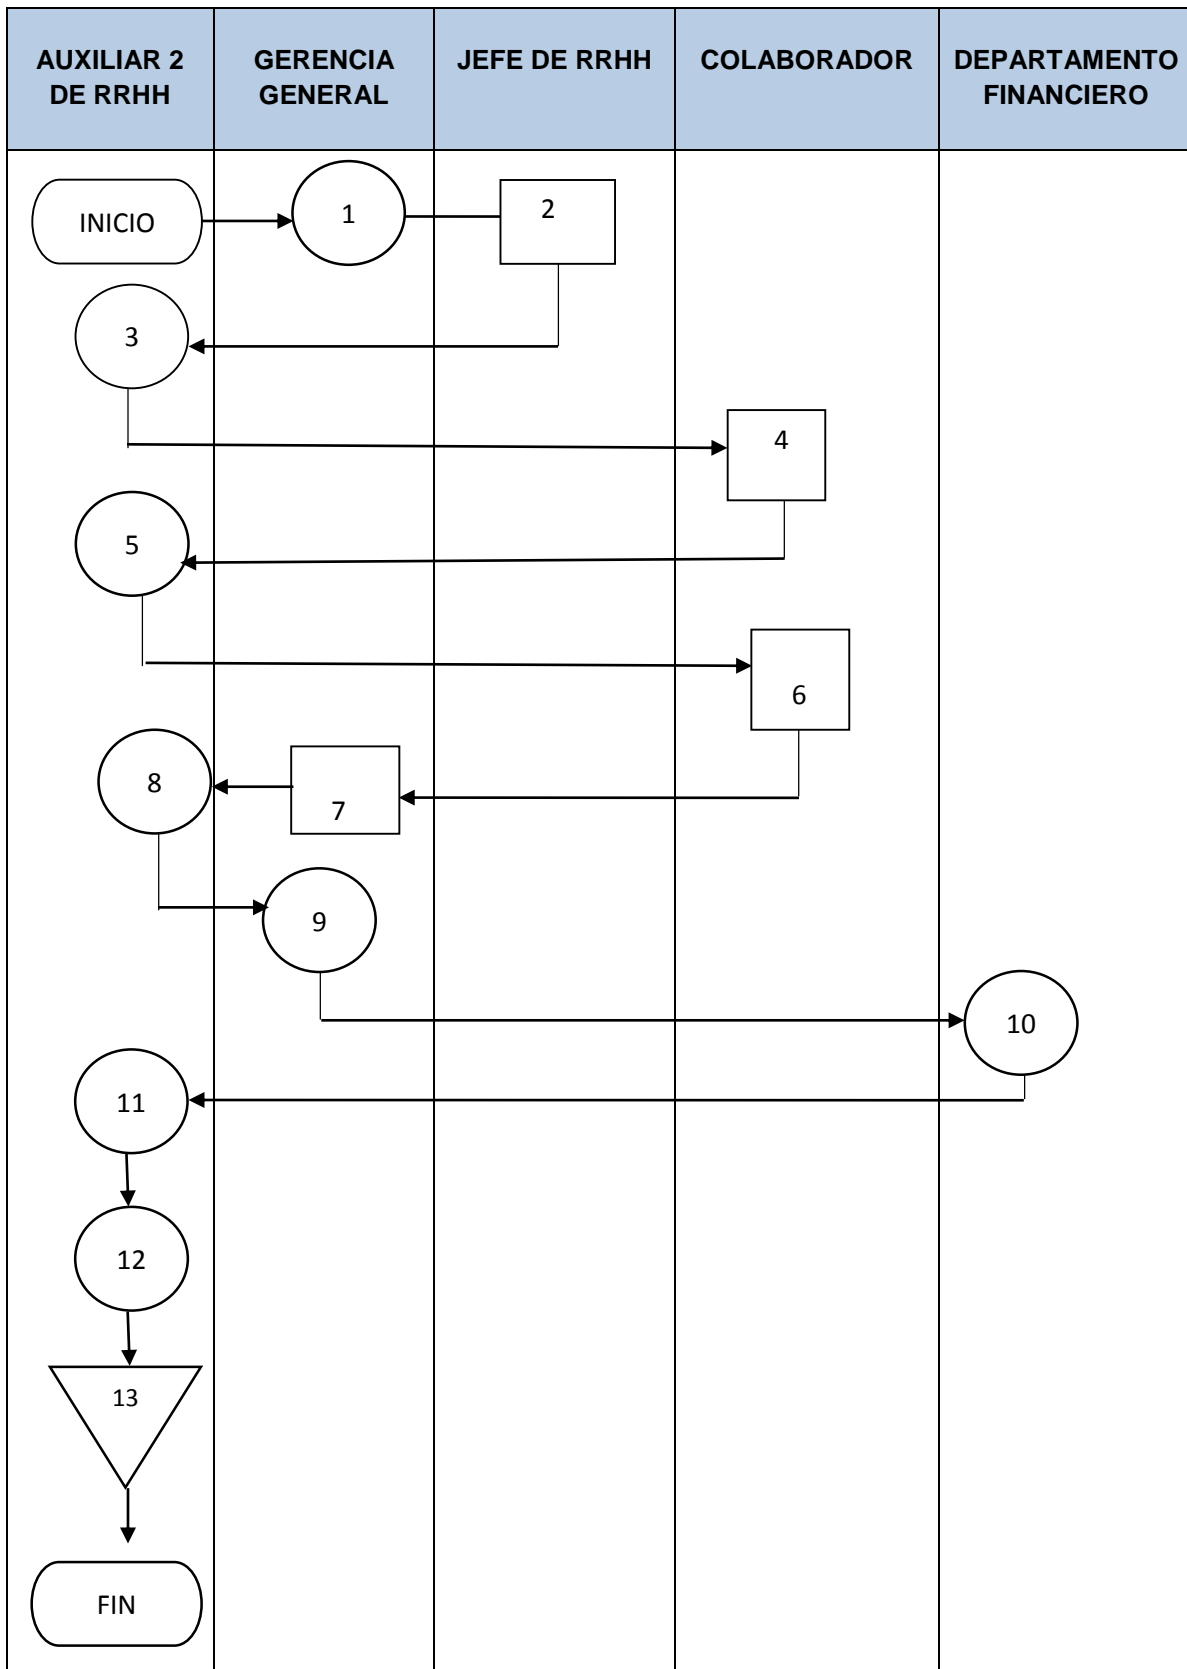 AUXILIAR 2
DE RRHH
GERENCIA
GENERAL
JEFE DE RRHH
COLABORADOR
DEPARTAMENTO
FINANCIERO
INICIO
1
2
3
4
5
6
8
7
9
10
11
12
13
FIN